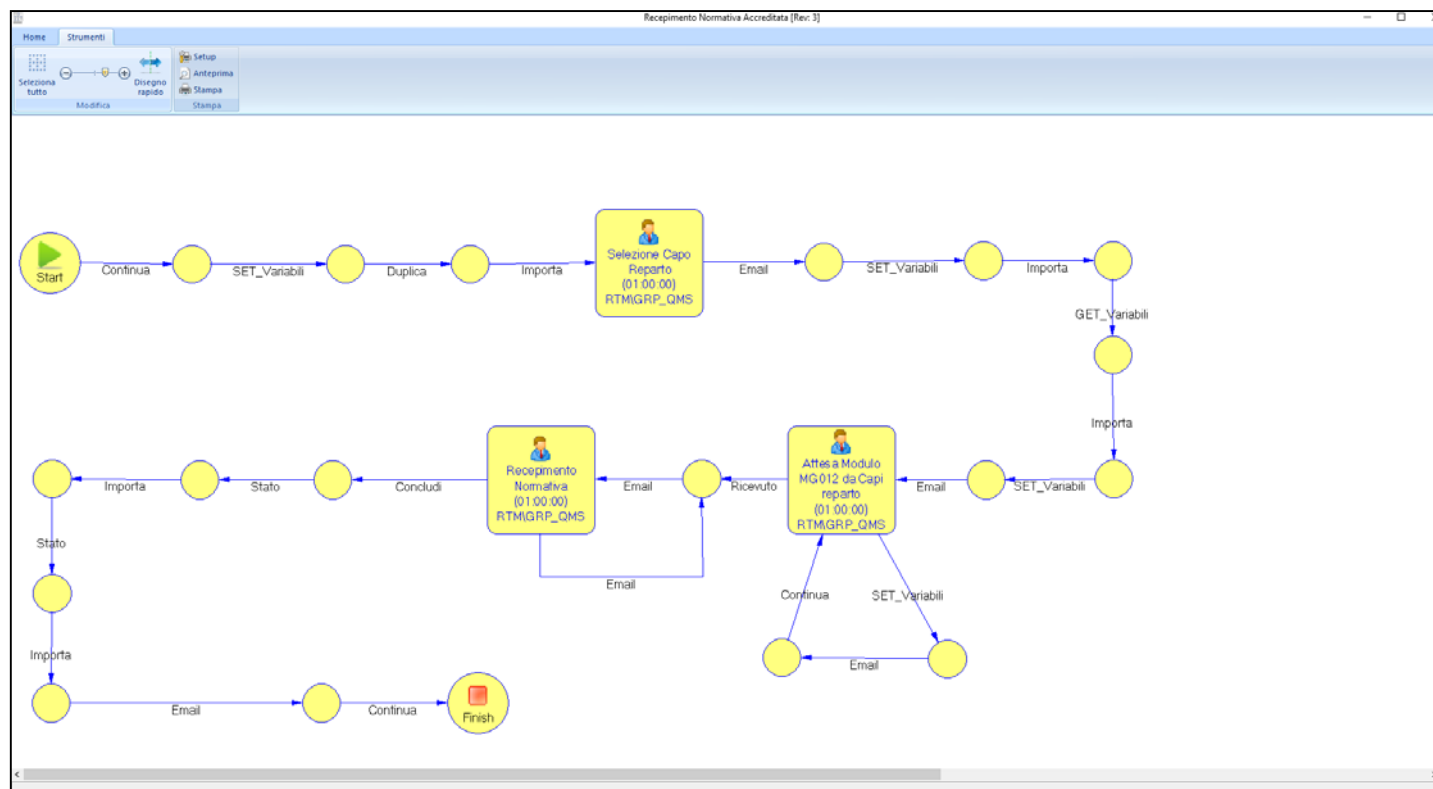 Recepimento Normativa Accreditata [Rev: 3]
Home Strumenti
Seleziona
tutto
Disegno
rapido
Modifica
Setup
Anteprima
Stampa
Stampa
Start
Continua
SET_Variabili
Duplica
Importa
Selezione Capo
Reparto
(01:00:00)
RTM\GRP_QMS
Email
SET_Variabili
Importa
GET_Variabili
Importa
SET_Variabili
Email
Attesa Modulo
MG012 da Capi
reparto
(01:00:00)
RTM\GRP_QMS
SET_Variabili
Email
Continua
Ricevuto
Email
Recepimento
Normativa
(01:00:00)
RTM\GRP_QMS
Email
Concludi
Stato
Importa
Stato
Importa
Email
Continua
Finish